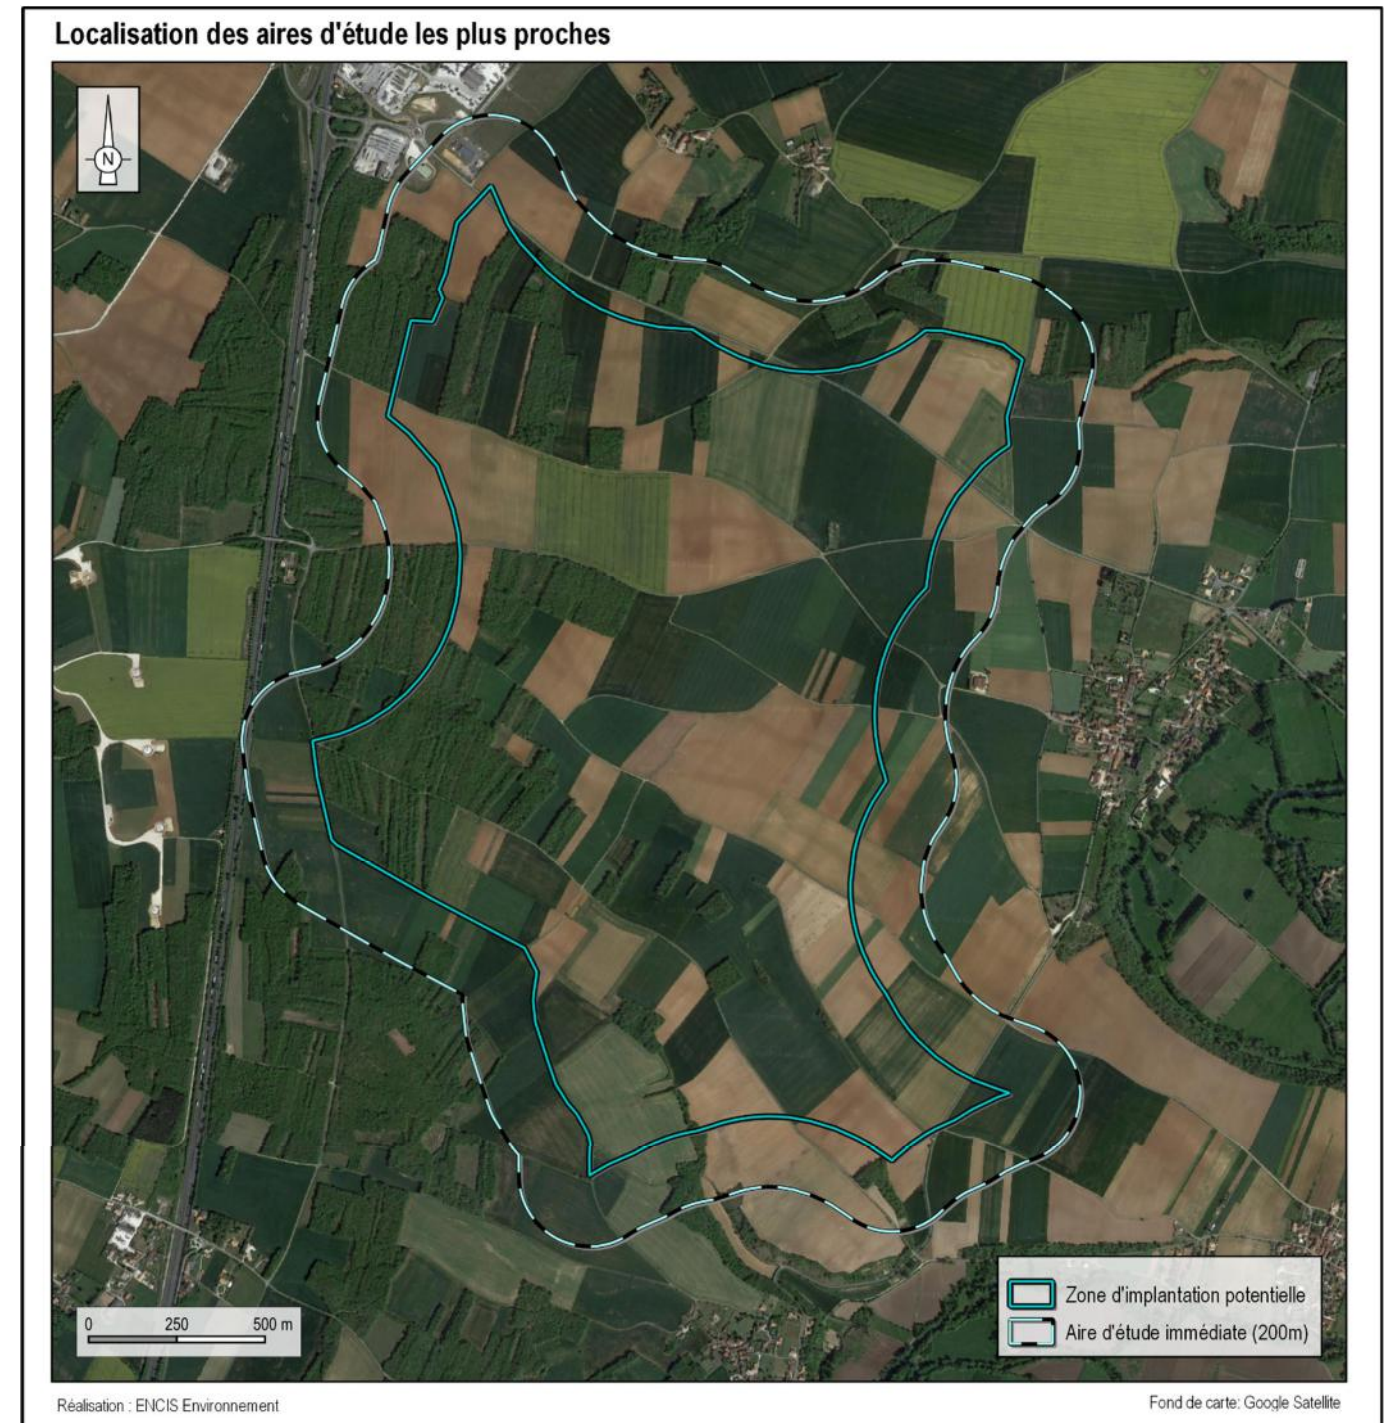 Localisation des aires d'étude les plus proches
N
Zone d'implantation potentielle
Aire d'étude immédiate (200m)
0 250 500 m
Réalisation : ENCIS Environnement
Fond de carte: Google Satellite